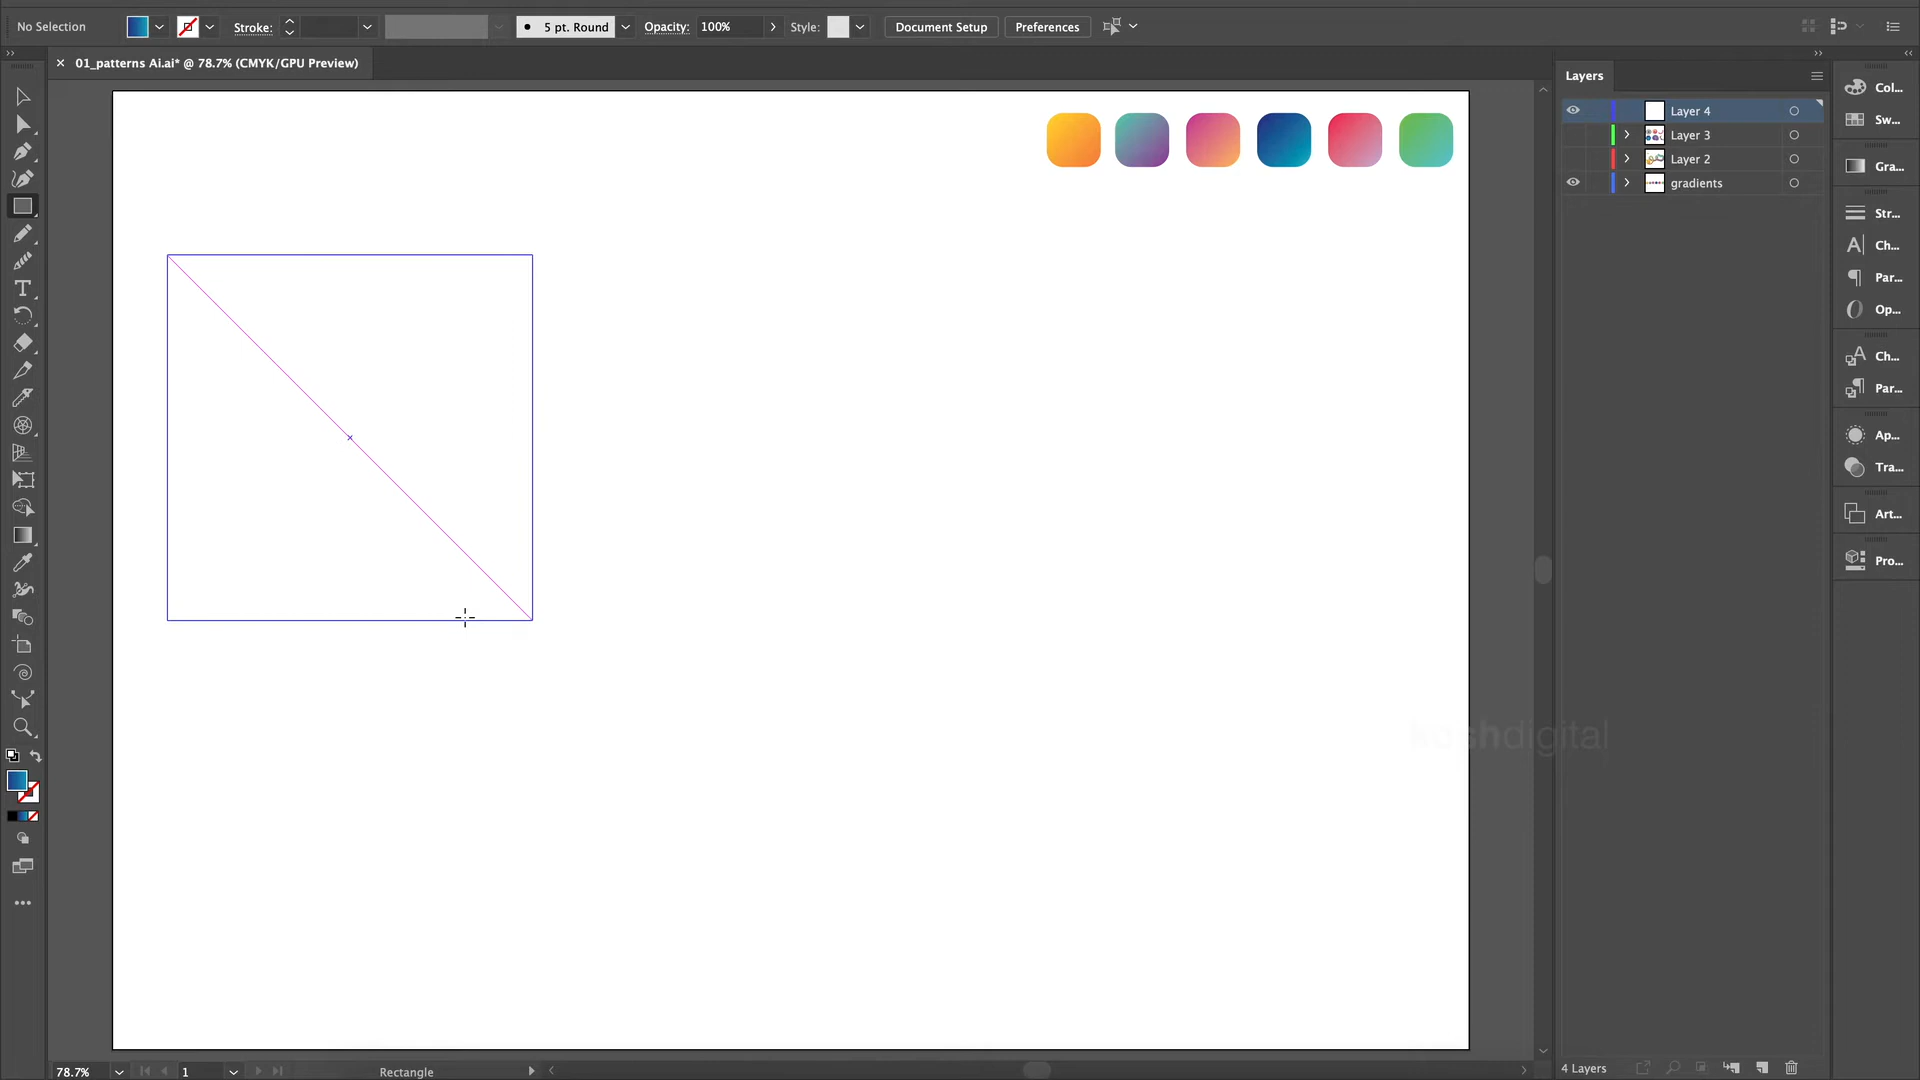 No Selection Stroke: 5 pt. Round Opacity: 100% Style: Document Setup Preferences
01_patterns Ai.ai* @ 78.7% (CMYK/GPU Preview)
Layers
Layer 4
Layer 3
Layer 2
gradients
Col...
Sw...
Gra...
Str...
Ch...
Par...
Op...
Ch...
Par...
Ap...
Tra...
Art...
Pro...
kashdigital
78.7% 1 Rectangle 4 Layers